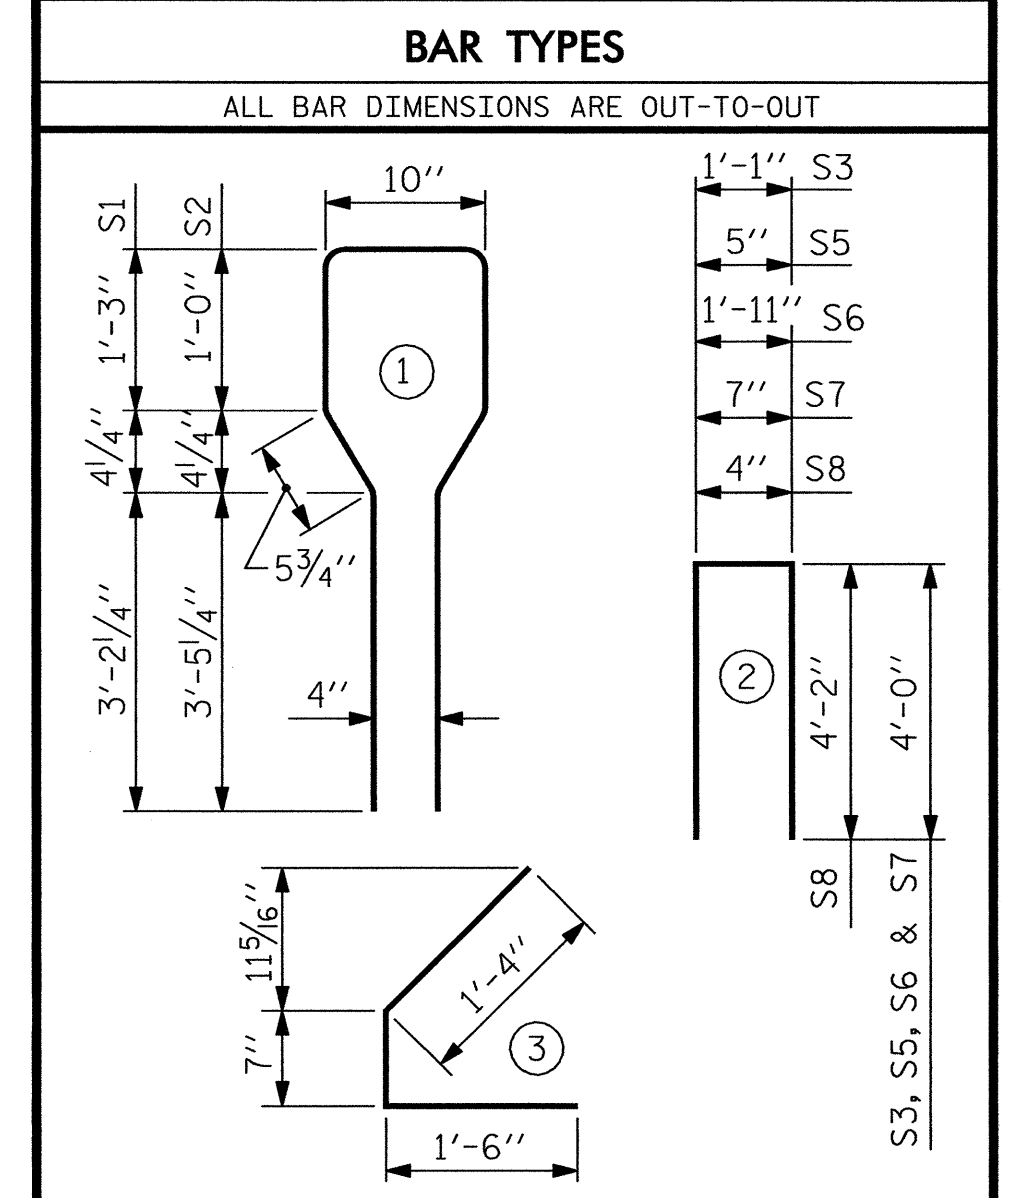 BAR TYPES
ALL BAR DIMENSIONS ARE OUT-TO-OUT
S1
S2
10''
1'-3''
1'-0''
1
4 1/4''
4 1/4''
5 3/4''
3'-2 1/4''
3'-5 1/4''
4''
1'-1'' S3
5'' S5
1'-11'' S6
7'' S7
4'' S8
2
4'-2''
4'-0''
S8
S3, S5, S6 & S7
11 5/16''
7''
1'-4''
3
1'-6''